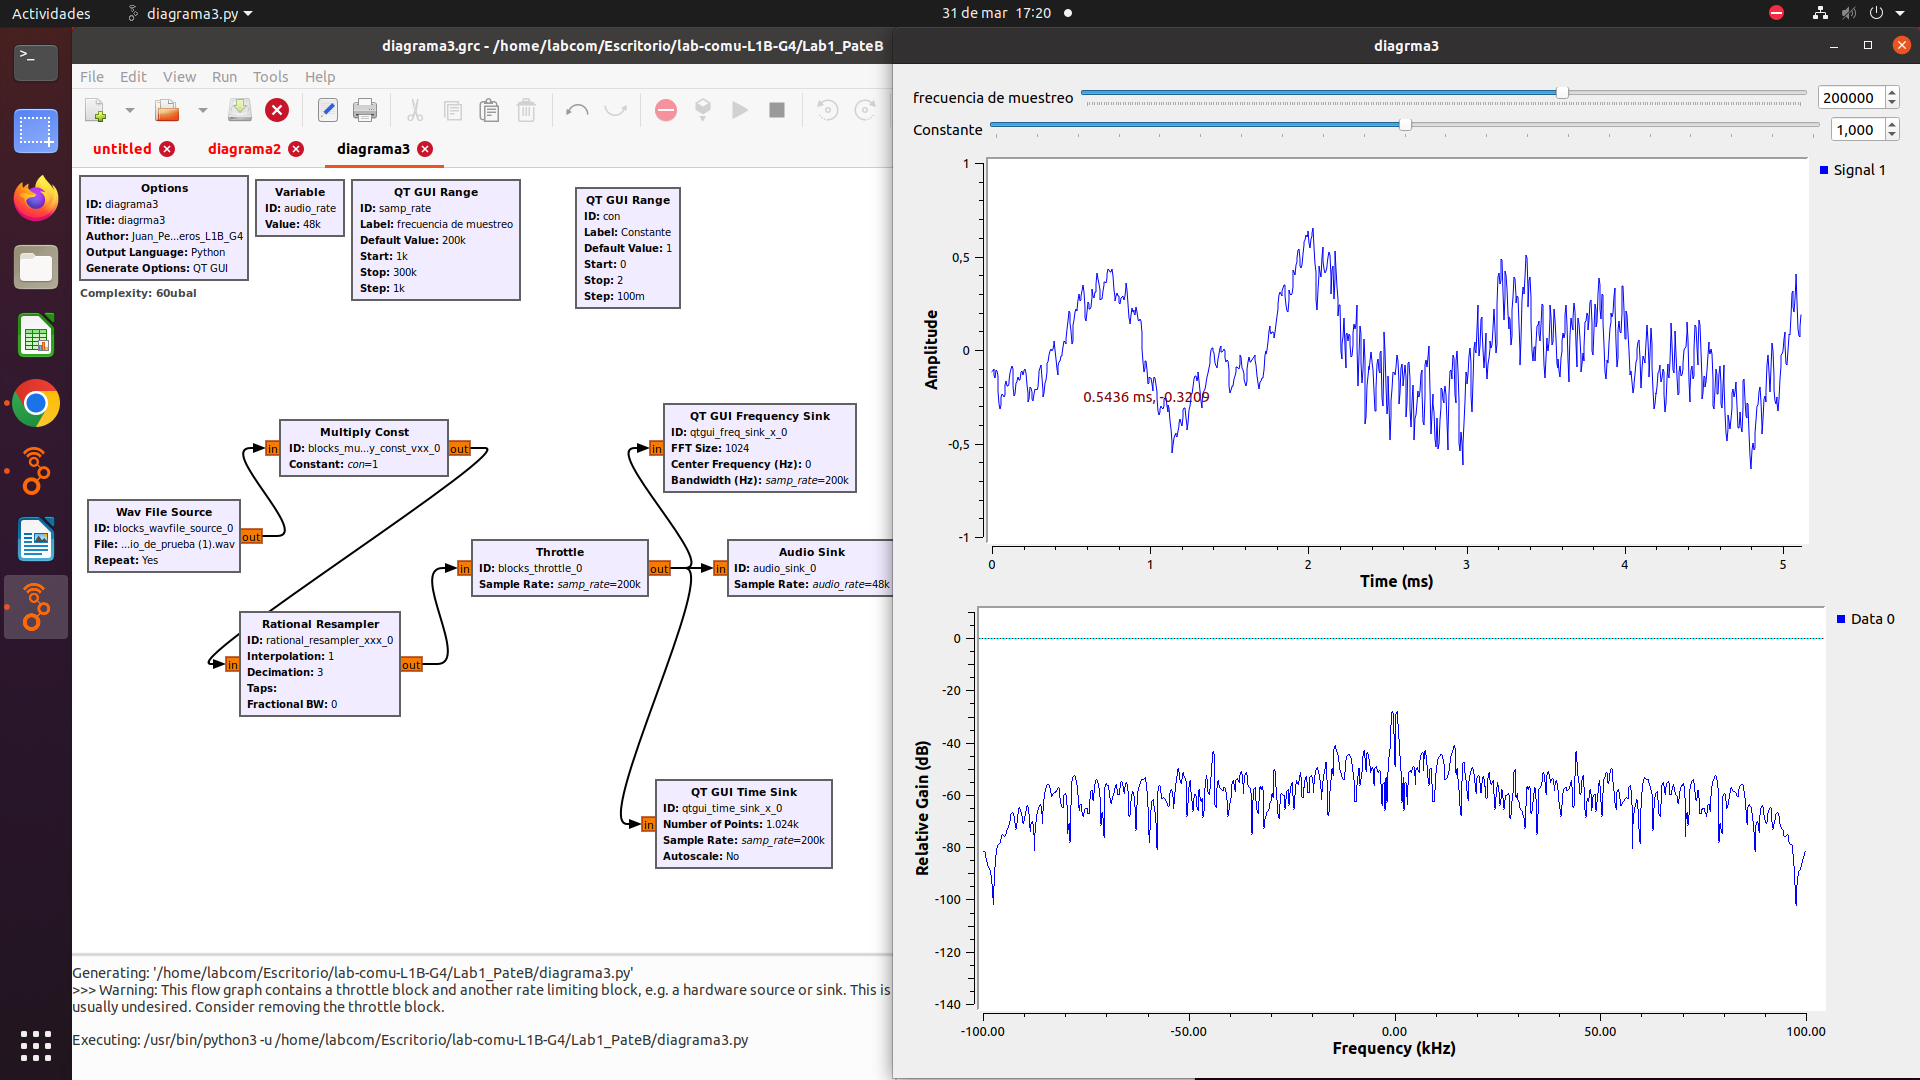 Actividades
diagrama3.py
31 de mar 17:20
diagrama3.grc - /home/labcom/Escritorio/lab-comu-L1B-G4/Lab1_PateB
File Edit View Run Tools Help
untitled
diagrama2
diagrama3
Options
ID: diagrama3
Title: diagrma3
Author: Juan_Pe...eros_L1B_G4
Output Language: Python
Generate Options: QT GUI
Complexity: 60ubal
Variable
ID: audio_rate
Value: 48k
QT GUI Range
ID: samp_rate
Label: frecuencia de muestreo
Default Value: 200k
Start: 1k
Stop: 300k
Step: 1k
QT GUI Range
ID: con
Label: Constante
Default Value: 1
Start: 0
Stop: 2
Step: 100m
Multiply Const
ID: blocks_mu...y_const_vxx_0
Constant: con=1
in
out
Wav File Source
ID: blocks_wavfile_source_0
File: ...io_de_prueba (1).wav
Repeat: Yes
out
Rational Resampler
ID: rational_resampler_xxx_0
Interpolation: 1
Decimation: 3
Taps:
Fractional BW: 0
in
out
Throttle
ID: blocks_throttle_0
Sample Rate: samp_rate=200k
in
out
QT GUI Frequency Sink
ID: qtgui_freq_sink_x_0
FFT Size: 1024
Center Frequency (Hz): 0
Bandwidth (Hz): samp_rate=200k
in
Audio Sink
ID: audio_sink_0
Sample Rate: audio_rate=48k
in
QT GUI Time Sink
ID: qtgui_time_sink_x_0
Number of Points: 1.024k
Sample Rate: samp_rate=200k
Autoscale: No
in
Generating: '/home/labcom/Escritorio/lab-comu-L1B-G4/Lab1_PateB/diagrama3.py'
>>> Warning: This flow graph contains a throttle block and another rate limiting block, e.g. a hardware source or sink. This is
usually undesired. Consider removing the throttle block.
Executing: /usr/bin/python3 -u /home/labcom/Escritorio/lab-comu-L1B-G4/Lab1_PateB/diagrama3.py
diagrma3
frecuencia de muestreo
200000
Constante
1,000
Signal 1
Amplitude
1
0,5
0
-0,5
-1
0.5436 ms, -0.3209
0 1 2 3 4 5
Time (ms)
Data 0
Relative Gain (dB)
0
-20
-40
-60
-80
-100
-120
-140
-100.00 -50.00 0.00 50.00 100.00
Frequency (kHz)